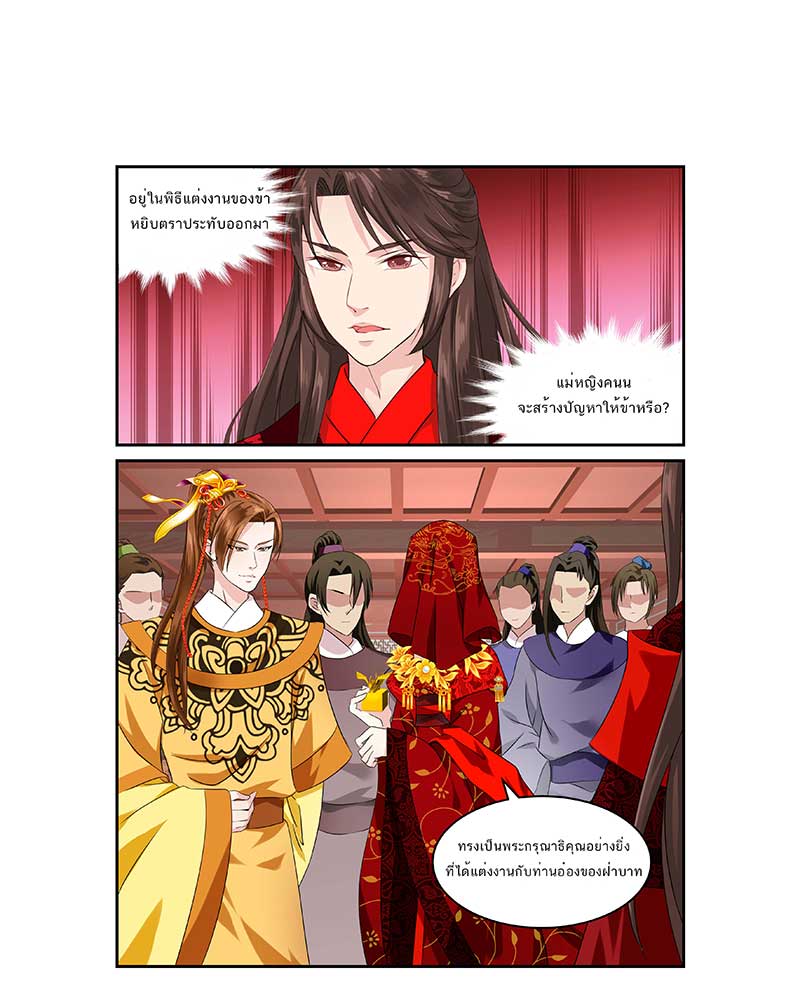 อยู่ในพิธีแต่งงานของข้า
หยิบตราประทับออกมา
แม่หญิงคนน
จะสร้างปัญหาให้ข้าหรือ?
ทรงเป็นพระกรุณาธิคุณอย่างยิ่ง
ที่ได้แต่งงานกับท่านอ๋องของฝ่าบาท